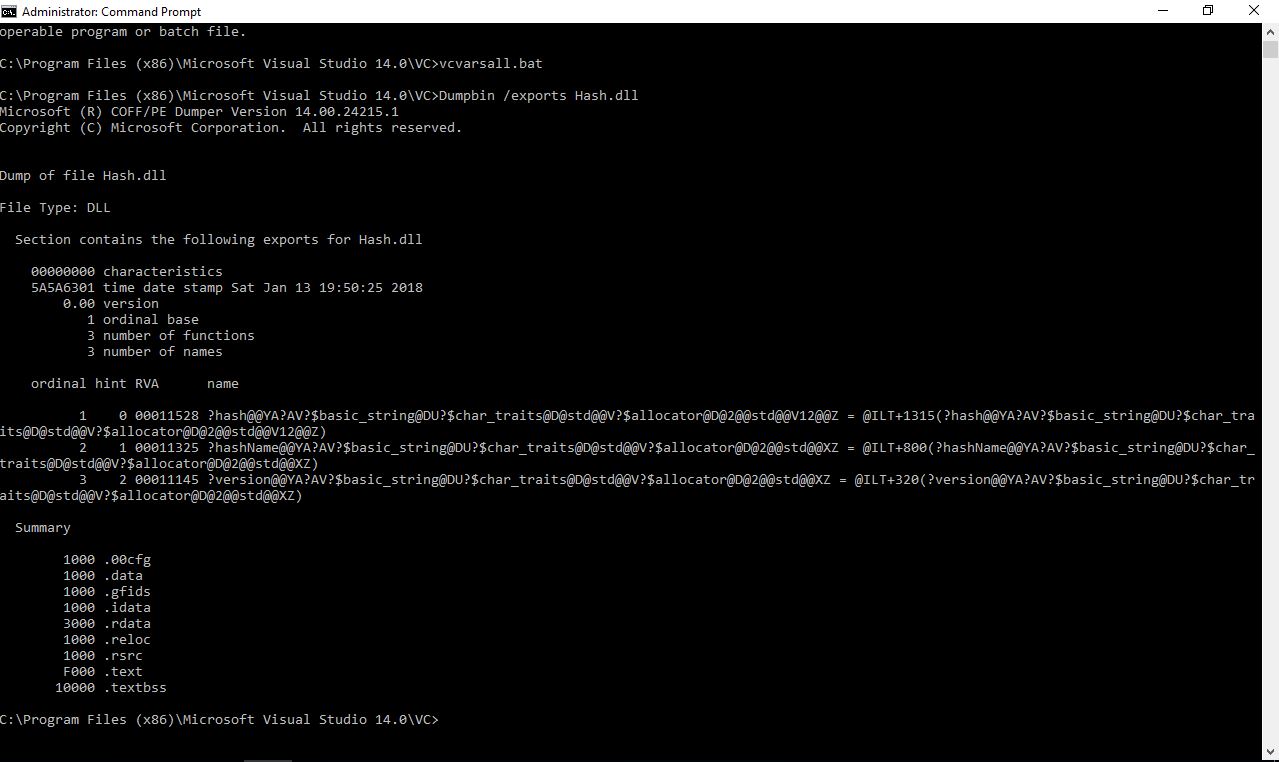 Administrator: Command Prompt
operable program or batch file.
C:\Program Files (x86)\Microsoft Visual Studio 14.0\VC>vcvarsall.bat
C:\Program Files (x86)\Microsoft Visual Studio 14.0\VC>Dumpbin /exports Hash.dll
Microsoft (R) COFF/PE Dumper Version 14.00.24215.1
Copyright (C) Microsoft Corporation.  All rights reserved.
Dump of file Hash.dll
File Type: DLL
  Section contains the following exports for Hash.dll
    00000000 characteristics
    5A5A6301 time date stamp Sat Jan 13 19:50:25 2018
        0.00 version
           1 ordinal base
           3 number of functions
           3 number of names
    ordinal hint RVA      name
          1    0 00011528 ?hash@@YA?AV?$basic_string@DU?$char_traits@D@std@@V?$allocator@D@2@@std@@V12@@Z = @ILT+1315(?hash@@YA?AV?$basic_string@DU?$char_tra
its@D@std@@V?$allocator@D@2@@std@@V12@@Z)
          2    1 00011325 ?hashName@@YA?AV?$basic_string@DU?$char_traits@D@std@@V?$allocator@D@2@@std@@XZ = @ILT+800(?hashName@@YA?AV?$basic_string@DU?$char_
traits@D@std@@V?$allocator@D@2@@std@@XZ)
          3    2 00011145 ?version@@YA?AV?$basic_string@DU?$char_traits@D@std@@V?$allocator@D@2@@std@@XZ = @ILT+320(?version@@YA?AV?$basic_string@DU?$char_tr
aits@D@std@@V?$allocator@D@2@@std@@XZ)
  Summary
        1000 .00cfg
        1000 .data
        1000 .gfids
        1000 .idata
        3000 .rdata
        1000 .reloc
        1000 .rsrc
        F000 .text
       10000 .textbss
C:\Program Files (x86)\Microsoft Visual Studio 14.0\VC>